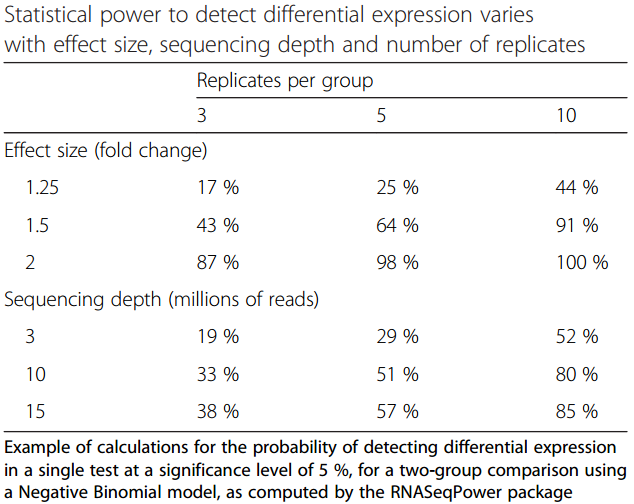 Statistical power to detect differential expression varies
with effect size, sequencing depth and number of replicates
Replicates per group
3 5 10
Effect size (fold change)
1.25 17 % 25 % 44 %
1.5 43 % 64 % 91 %
2 87 % 98 % 100 %
Sequencing depth (millions of reads)
3 19 % 29 % 52 %
10 33 % 51 % 80 %
15 38 % 57 % 85 %
Example of calculations for the probability of detecting differential expression
in a single test at a significance level of 5 %, for a two-group comparison using
a Negative Binomial model, as computed by the RNASeqPower package